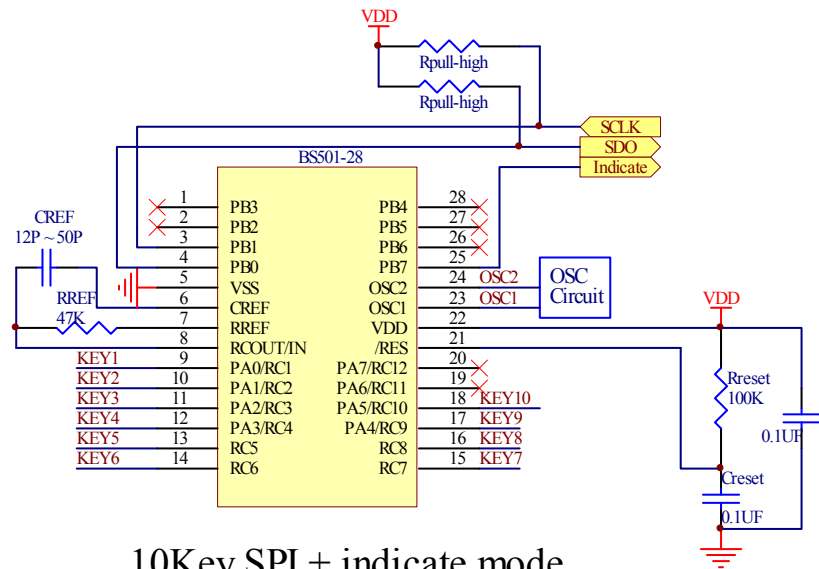 VDD
Rpull-high
Rpull-high
SCLK
SDO
Indicate
BS501-28
1 PB3 PB4 28
2 PB2 PB5 27
3 PB1 PB6 26
4 PB0 PB7 25
5 VSS OSC2 24 OSC2
6 CREF OSC1 23 OSC1
7 RREF VDD 22
8 RCOUT/IN /RES 21
KEY1 9 PA0/RC1 PA7/RC12 20
KEY2 10 PA1/RC2 PA6/RC11 19
KEY3 11 PA2/RC3 PA5/RC10 18 KEY10
KEY4 12 PA3/RC4 PA4/RC9 17 KEY9
KEY5 13 RC5 RC8 16 KEY8
KEY6 14 RC6 RC7 15 KEY7
CREF
12P ~ 50P
RREF
47K
OSC
Circuit
VDD
Rreset
100K
0.1UF
Creset
0.1UF
10Key SPI + indicate mode